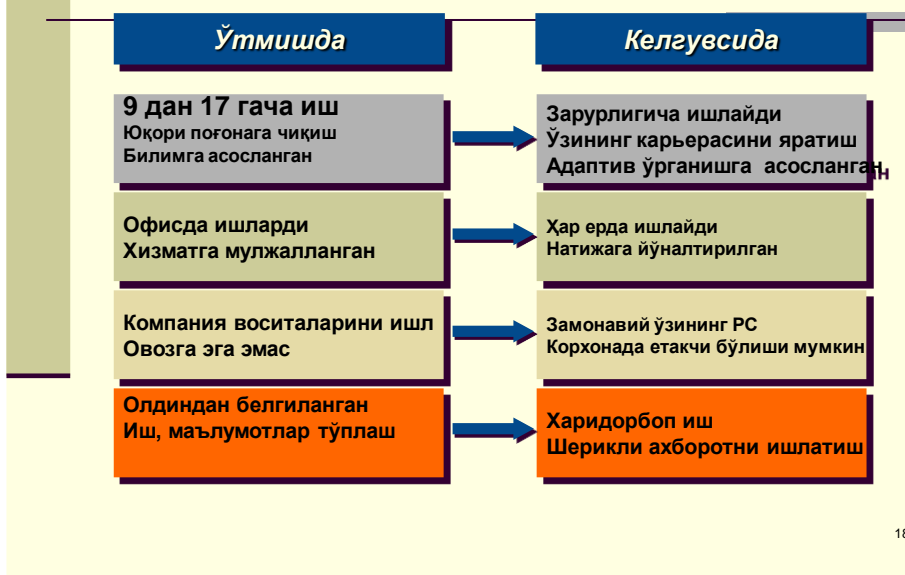 Ўтмишда
Келгувсида
9 дан 17 гача иш
Юқори поғонага чиқиш
Билимга асосланган
Зарурлигича ишлайди
Ўзининг карьерасини яратиш
Адаптив ўрганишга асосланган
Офисда ишларди
Хизматга мулжалланган
Ҳар ерда ишлайди
Натижага йўналтирилган
Компания воситаларини ишл
Овозга эга эмас
Замонавий ўзининг РС
Корхонада етакчи бўлиши мумкин
Олдиндан белгиланган
Иш, маълумотлар тўплаш
Харидорбоп иш
Шерикли ахборотни ишлатиш
18